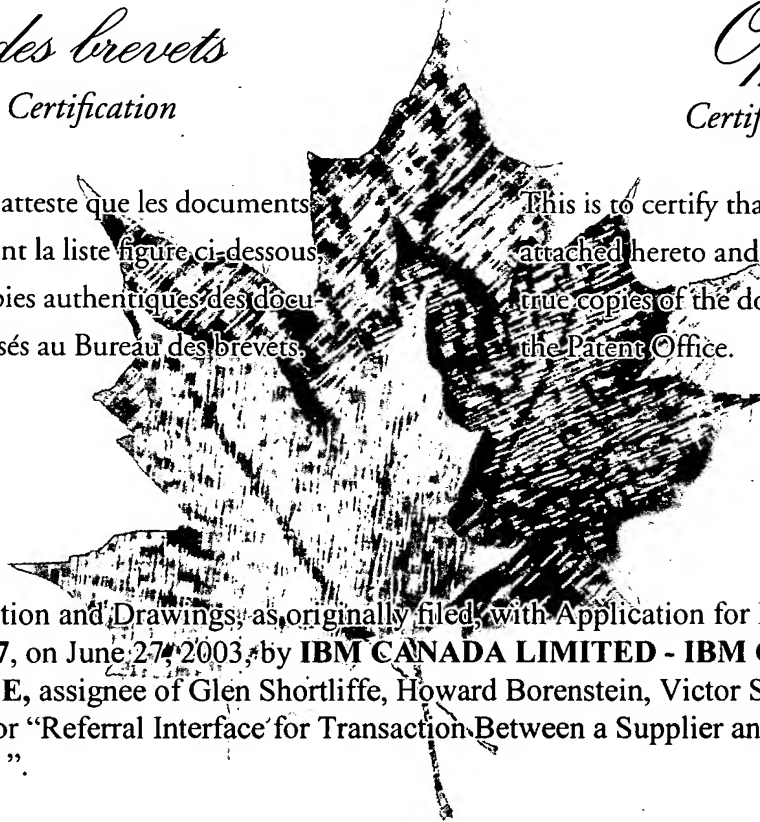 des brevets
Certification
atteste que les documents
nt la liste figure ci-dessous
pies authentiques des docu-
sés au Bureau des brevets.
Certif
This is to certify tha
attached hereto and
true copies of the do
the Patent Office.
tion and Drawings, as originally filed, with Application for
7, on June 27, 2003, by IBM CANADA LIMITED - IBM
E, assignee of Glen Shortliffe, Howard Borenstein, Victor S
or “Referral Interface for Transaction Between a Supplier an
”.